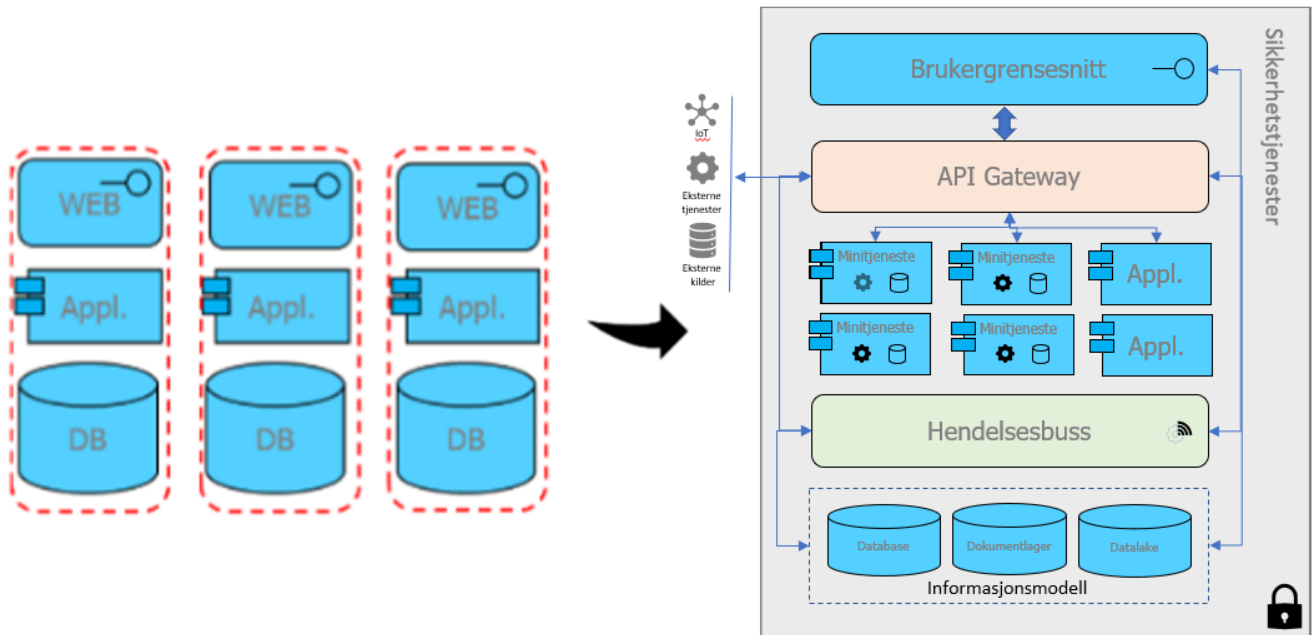 WEB
WEB
WEB
Appl.
Appl.
Appl.
DB
DB
DB
IoT
Eksterne
tjenester
Eksterne
kilder
Sikkerhetstjenester
Brukergrensesnitt
API Gateway
Minitjeneste
Minitjeneste
Appl.
Minitjeneste
Minitjeneste
Appl.
Hendelsesbuss
Database
Dokumentlager
Datalake
Informasjonsmodell